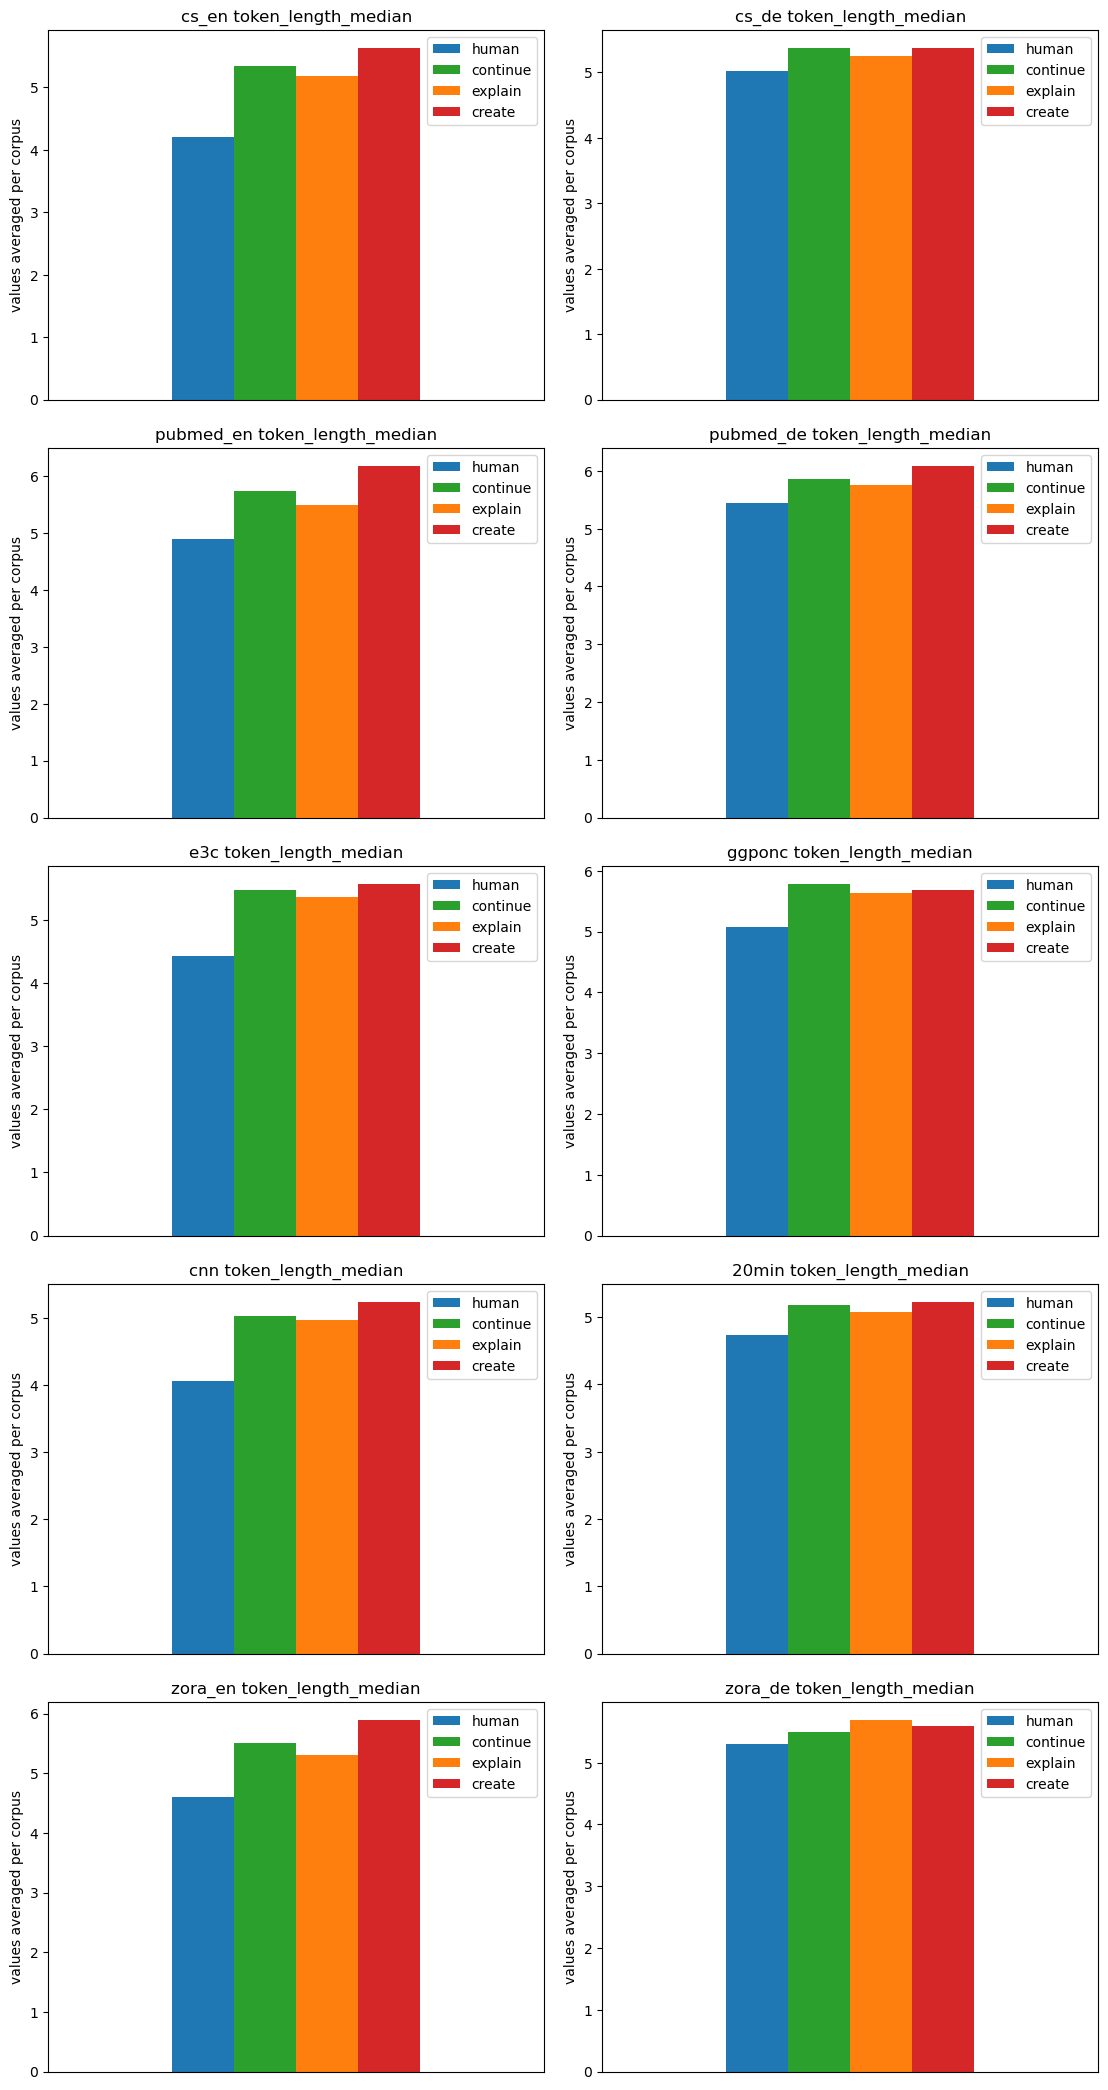 cs_en token_length_median
values averaged per corpus
5
4
3
2
1
0
human
continue
explain
create
cs_de token_length_median
values averaged per corpus
5
4
3
2
1
0
human
continue
explain
create
pubmed_en token_length_median
values averaged per corpus
6
5
4
3
2
1
0
human
continue
explain
create
pubmed_de token_length_median
values averaged per corpus
6
5
4
3
2
1
0
human
continue
explain
create
e3c token_length_median
values averaged per corpus
5
4
3
2
1
0
human
continue
explain
create
ggponc token_length_median
values averaged per corpus
6
5
4
3
2
1
0
human
continue
explain
create
cnn token_length_median
values averaged per corpus
5
4
3
2
1
0
human
continue
explain
create
20min token_length_median
values averaged per corpus
5
4
3
2
1
0
human
continue
explain
create
zora_en token_length_median
values averaged per corpus
6
5
4
3
2
1
0
human
continue
explain
create
zora_de token_length_median
values averaged per corpus
5
4
3
2
1
0
human
continue
explain
create